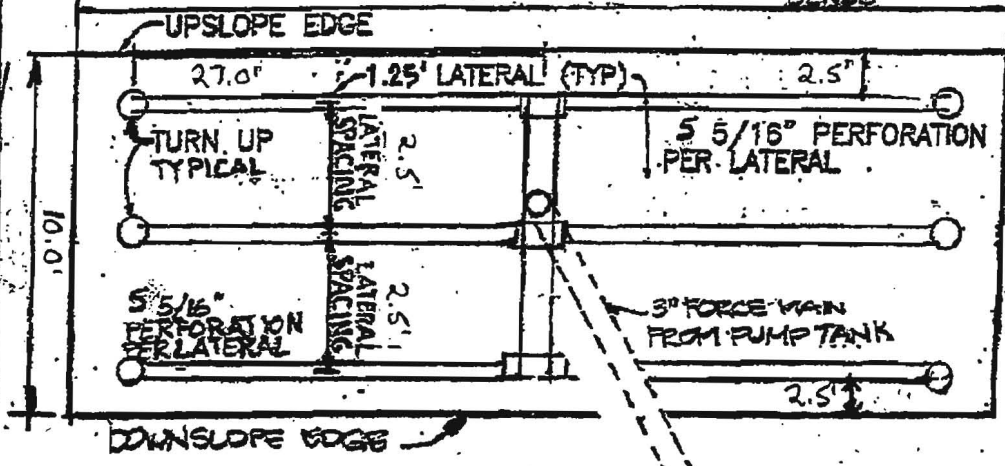 UPSLOPE EDGE
27.0'
1.25' LATERAL (TYP)
2.5'
TURN UP
TYPICAL
LATERAL
SPACING
2.5'
5 5/16" PERFORATION
PER LATERAL
10.0'
5 5/16"
PERFORATION
PER LATERAL
LATERAL
SPACING
2.5'
3" FORCE MAIN
FROM PUMP TANK
2.5'
DOWNSLOPE EDGE